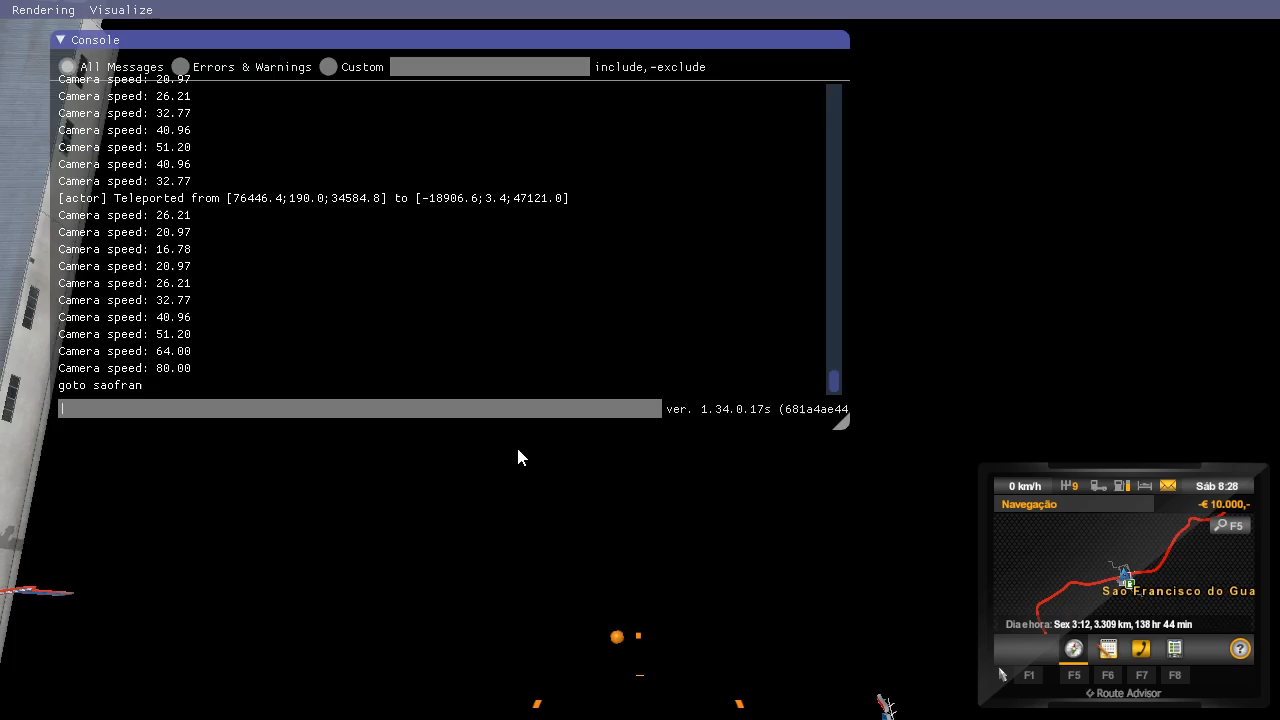 Rendering Visualize
Console
All Messages Errors & Warnings Custom include,-exclude
Camera speed: 20.97
Camera speed: 26.21
Camera speed: 32.77
Camera speed: 40.96
Camera speed: 51.20
Camera speed: 40.96
Camera speed: 32.77
[actor] Teleported from [76446.4;190.0;34584.8] to [-18906.6;3.4;47121.0]
Camera speed: 26.21
Camera speed: 20.97
Camera speed: 16.78
Camera speed: 20.97
Camera speed: 26.21
Camera speed: 32.77
Camera speed: 40.96
Camera speed: 51.20
Camera speed: 64.00
Camera speed: 80.00
goto saofran
ver. 1.34.0.17s (681a4ae44
0 km/h 9 Sáb 8:28
Navegação -€ 10.000,-
F5
Sao Francisco do Gua
Dia e hora: Sex 3:12, 3.309 km, 138 hr 44 min
?
F1 F5 F6 F7 F8
Route Advisor